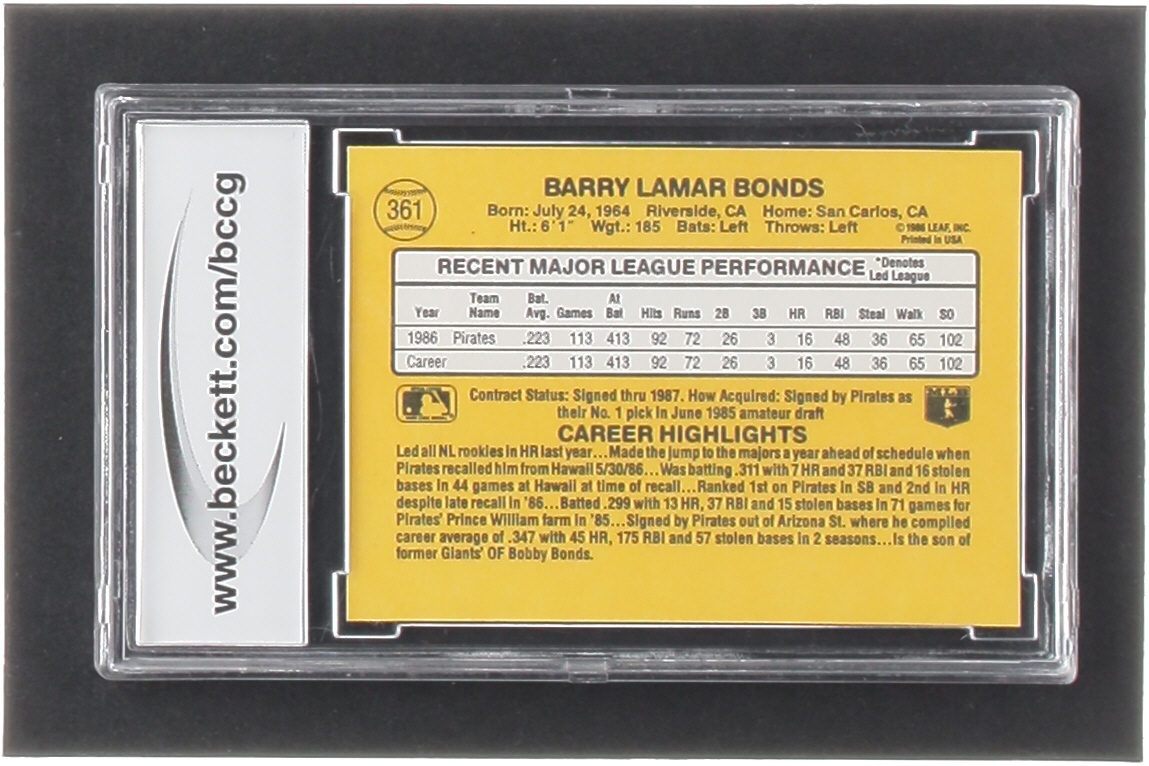 www.beckett.com/bccg
361
BARRY LAMAR BONDS
Born: July 24, 1964 Riverside, CA Home: San Carlos, CA
Ht.: 6'1" Wgt.: 185 Bats: Left Throws: Left
© 1986 LEAF, INC.
Printed in USA
RECENT MAJOR LEAGUE PERFORMANCE *Denotes Led League
Year Team Name Bat. Avg. Games At Bat Hits Runs 2B 3B HR RBI Steal Walk SO
1986 Pirates .223 113 413 92 72 26 3 16 48 36 65 102
Career .223 113 413 92 72 26 3 16 48 36 65 102
Contract Status: Signed thru 1987. How Acquired: Signed by Pirates as
their No. 1 pick in June 1985 amateur draft
CAREER HIGHLIGHTS
Led all NL rookies in HR last year...Made the jump to the majors a year ahead of schedule when
Pirates recalled him from Hawaii 5/30/86...Was batting .311 with 7 HR and 37 RBI and 16 stolen
bases in 44 games at Hawaii at time of recall...Ranked 1st on Pirates in SB and 2nd in HR
despite late recall in '86...Batted .299 with 13 HR, 37 RBI and 15 stolen bases in 71 games for
Pirates' Prince William farm in '85...Signed by Pirates out of Arizona St. where he compiled
career average of .347 with 45 HR, 175 RBI and 57 stolen bases in 2 seasons...Is the son of
former Giants' OF Bobby Bonds.